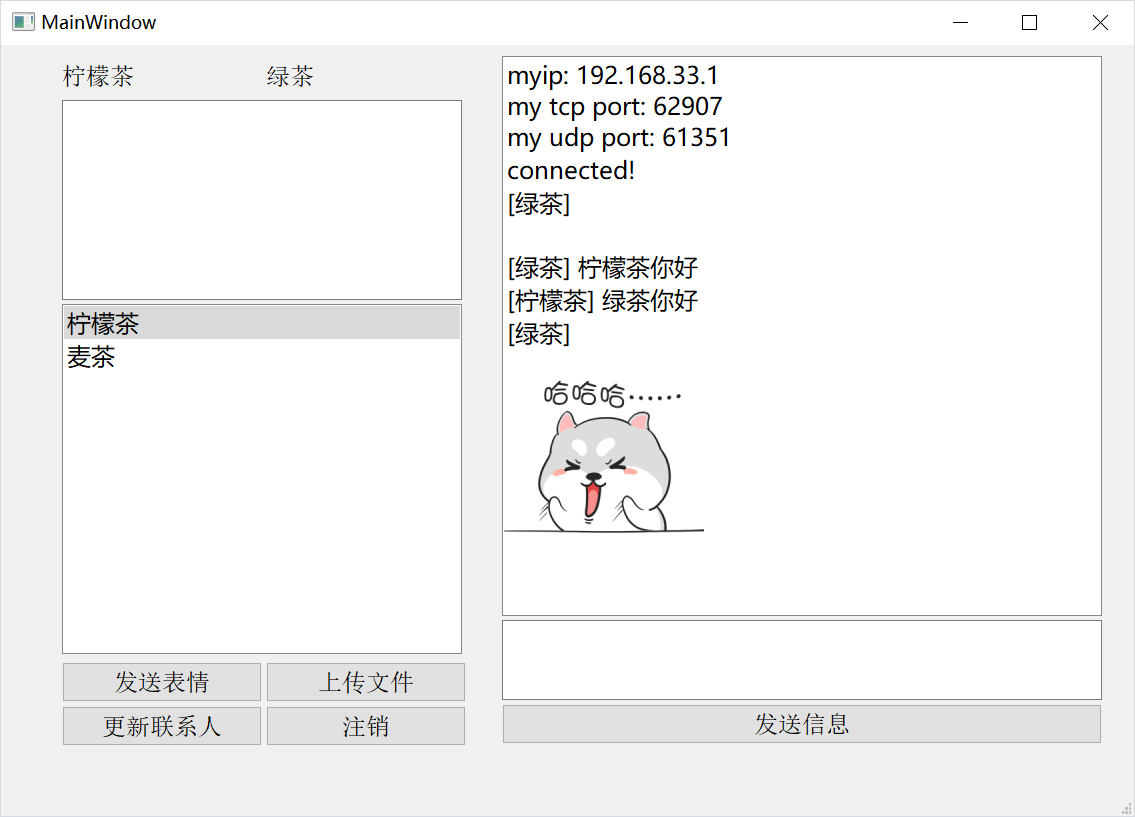 MainWindow
柠檬茶 绿茶
柠檬茶
麦茶
发送表情 上传文件
更新联系人 注销
myip: 192.168.33.1
my tcp port: 62907
my udp port: 61351
connected!
[绿茶]
[绿茶] 柠檬茶你好
[柠檬茶] 绿茶你好
[绿茶]
哈哈哈……
发送信息